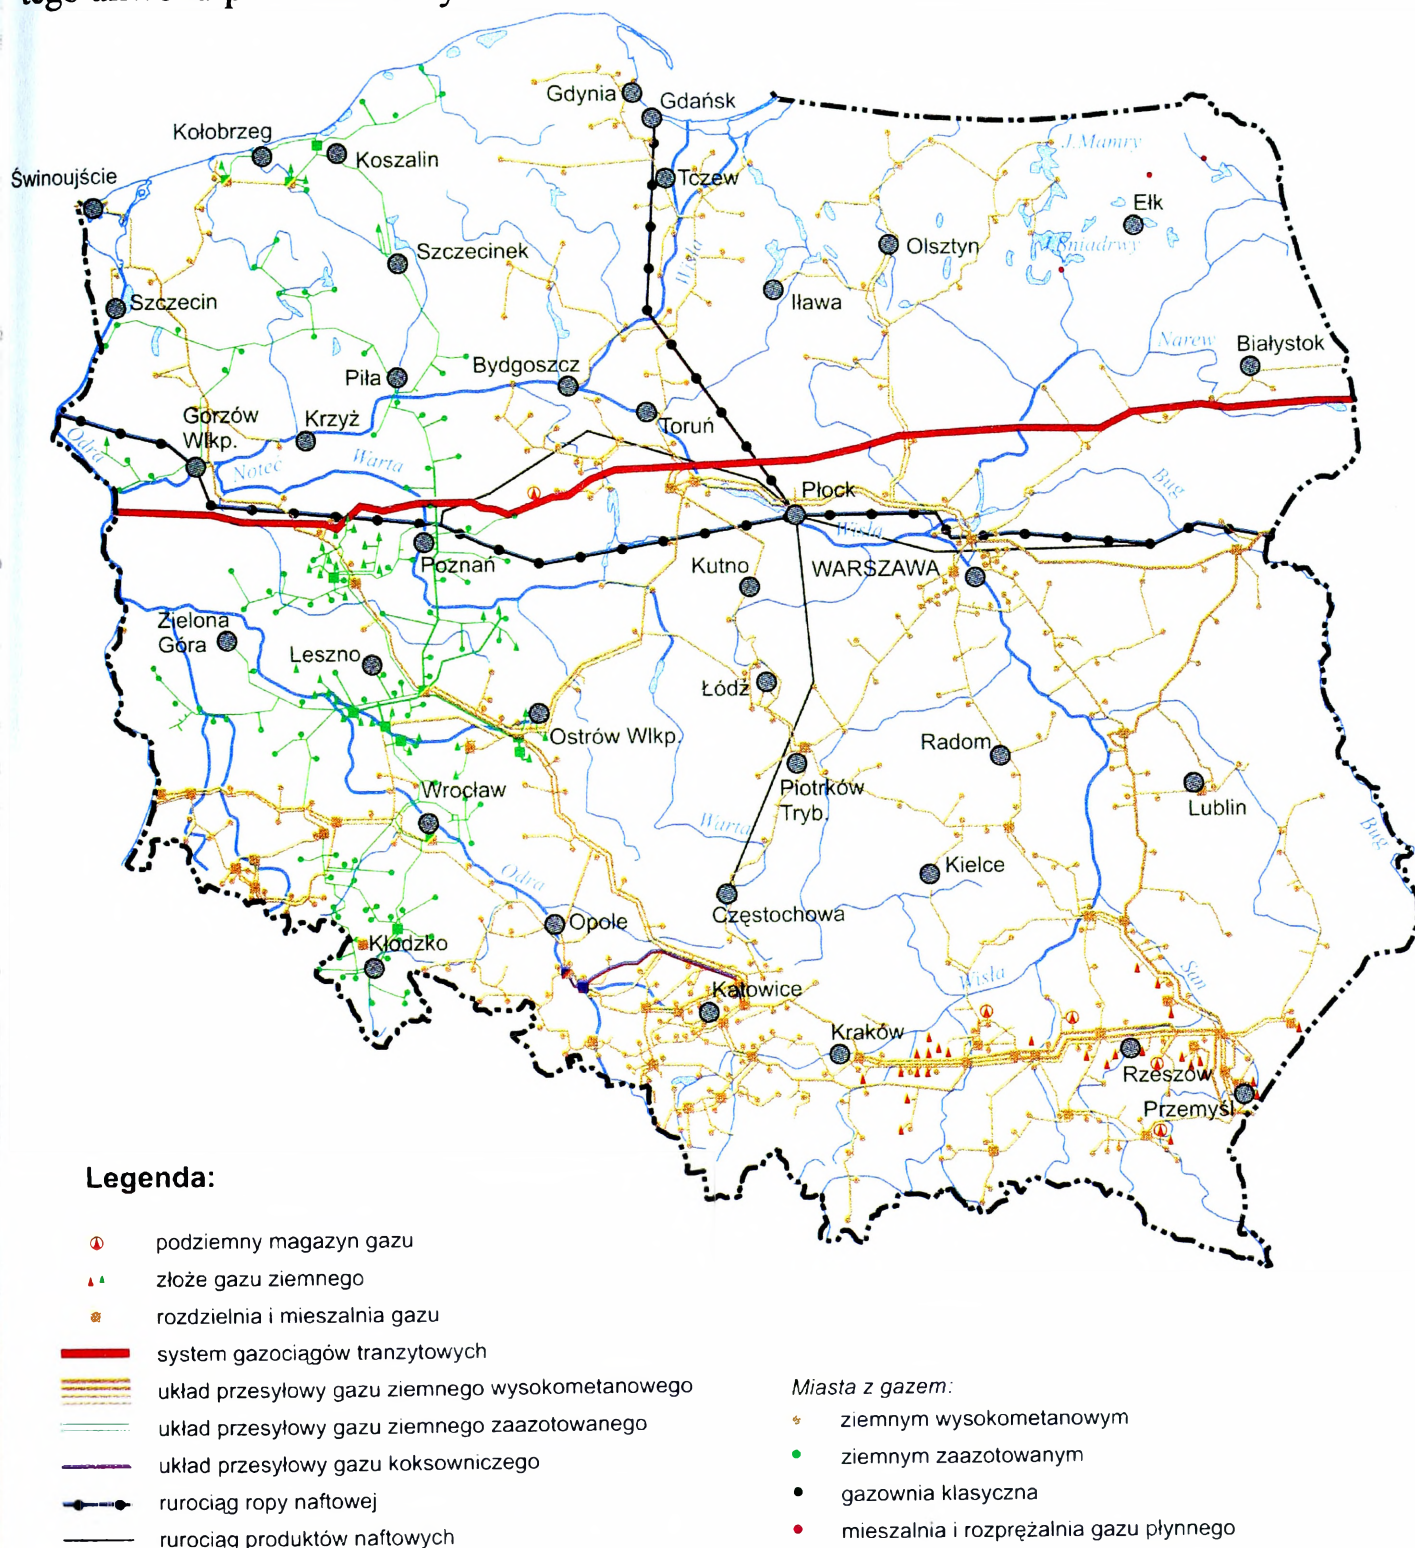 Gdynia
Gdańsk
Kołobrzeg
Koszalin
J.Mamry
Świnoujście
Tczew
Ełk
Szczecinek
Wisła
Olsztyn
J.Śniadrwy
Szczecin
Iława
Narew
Białystok
Bydgoszcz
Piła
Gorzów
Wlkp.
Krzyż
Toruń
Odra
Noteć
Warta
Płock
Bug
Wisła
Poznań
Kutno
WARSZAWA
Zielona
Góra
Leszno
Łódź
Ostrów Wlkp.
Radom
Piotrków
Tryb.
Wrocław
Lublin
Warta
Bug
Odra
Kielce
Częstochowa
Opole
Kłodzko
Wisła
San
Katowice
Kraków
Rzeszów
Przemyśl
Legenda:
podziemny magazyn gazu
złoże gazu ziemnego
rozdzielnia i mieszalnia gazu
system gazociągów tranzytowych
układ przesyłowy gazu ziemnego wysokometanowego
układ przesyłowy gazu ziemnego zaazotowanego
układ przesyłowy gazu koksowniczego
rurociąg ropy naftowej
rurociąg produktów naftowych
Miasta z gazem:
ziemnym wysokometanowym
ziemnym zaazotowanym
gazownia klasyczna
mieszalnia i rozprężalnia gazu płynnego